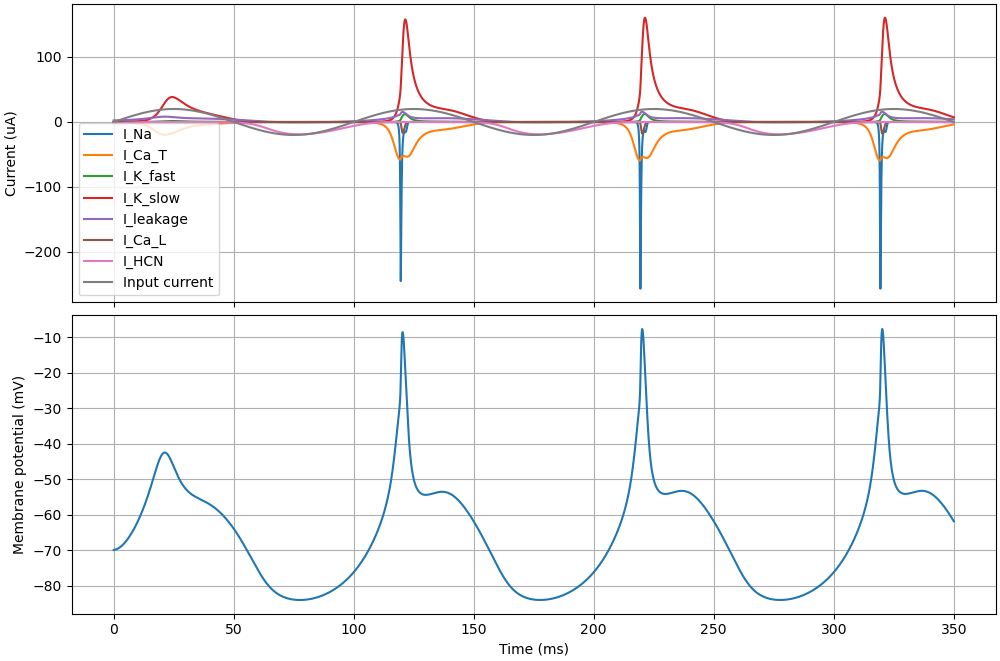 Current (uA)
100
0
−100
−200
I_Na
I_Ca_T
I_K_fast
I_K_slow
I_leakage
I_Ca_L
I_HCN
Input current
Membrane potential (mV)
−10
−20
−30
−40
−50
−60
−70
−80
0 50 100 150 200 250 300 350
Time (ms)